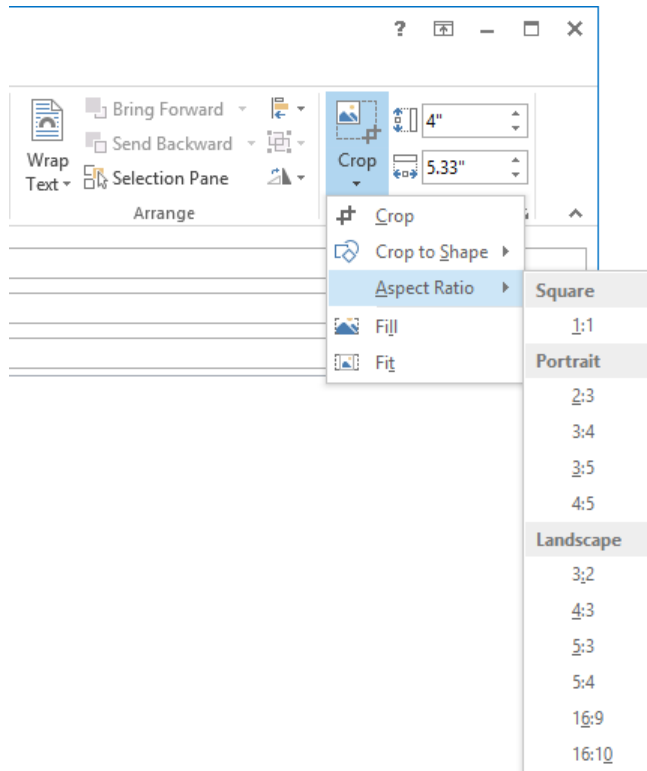 ?
Bring Forward
Send Backward
Selection Pane
Wrap
Text
Arrange
Crop
4"
5.33"
Crop
Crop to Shape
Aspect Ratio
Fill
Fit
Square
1:1
Portrait
2:3
3:4
3:5
4:5
Landscape
3:2
4:3
5:3
5:4
16:9
16:10